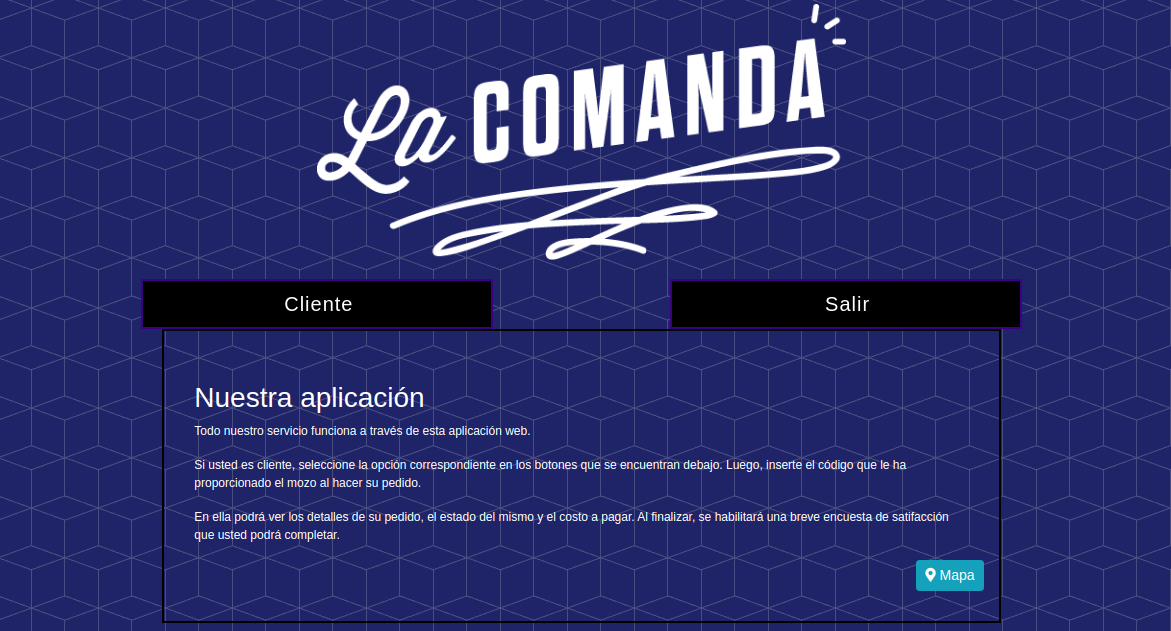 La COMANDA
Cliente
Salir
Nuestra aplicación
Todo nuestro servicio funciona a través de esta aplicación web.
Si usted es cliente, seleccione la opción correspondiente en los botones que se encuentran debajo. Luego, inserte el código que le ha
proporcionado el mozo al hacer su pedido.
En ella podrá ver los detalles de su pedido, el estado del mismo y el costo a pagar. Al finalizar, se habilitará una breve encuesta de satifacción
que usted podrá completar.
Mapa